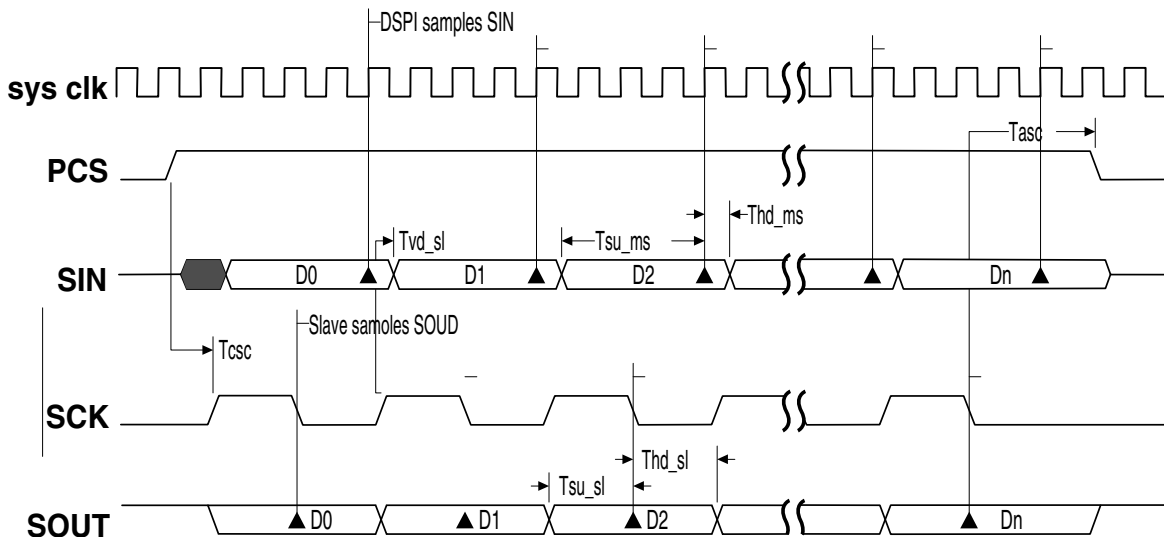 DSPI samples SIN
sys clk
Tasc
PCS
Thd_ms
Tvd_sl
Tsu_ms
SIN
D0
D1
D2
Dn
Slave samoles SOUD
Tcsc
SCK
Thd_sl
Tsu_sl
SOUT
D0
D1
D2
Dn